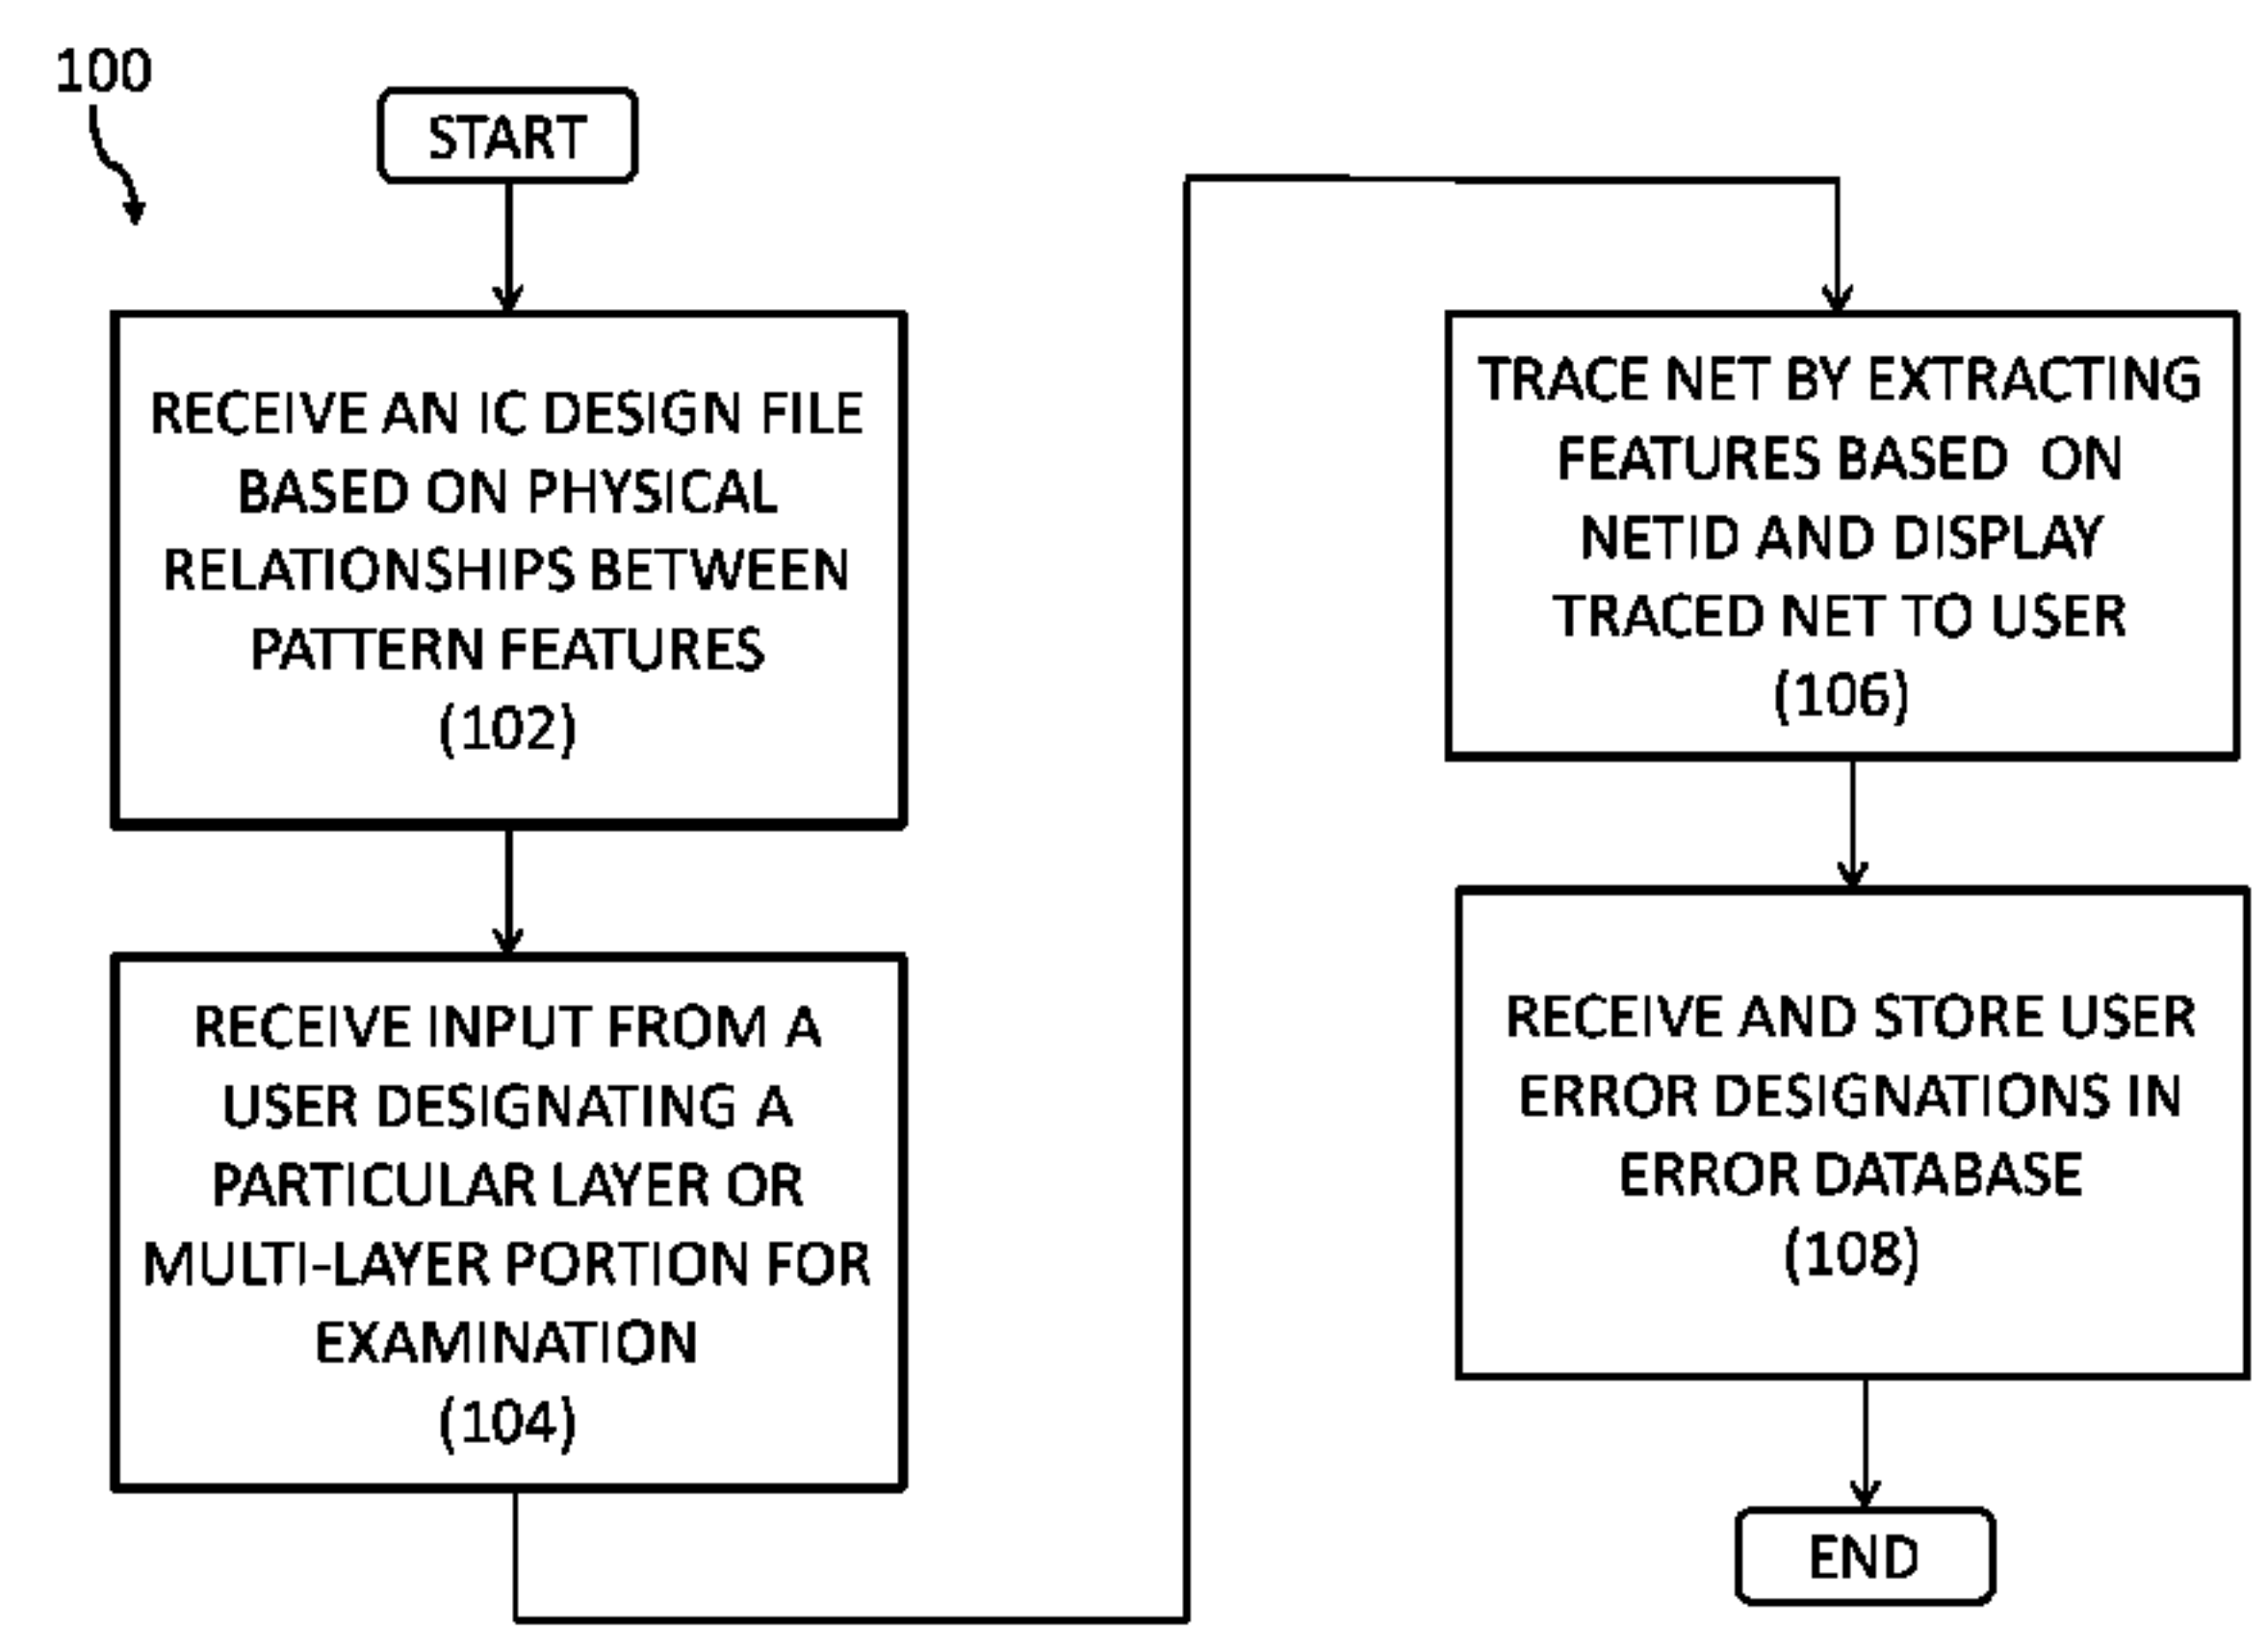 100
START
RECEIVE AN IC DESIGN FILE
BASED ON PHYSICAL
RELATIONSHIPS BETWEEN
PATTERN FEATURES
(102)
RECEIVE INPUT FROM A
USER DESIGNATING A
PARTICULAR LAYER OR
MULTI-LAYER PORTION FOR
EXAMINATION
(104)
TRACE NET BY EXTRACTING
FEATURES BASED ON
NETID AND DISPLAY
TRACED NET TO USER
(106)
RECEIVE AND STORE USER
ERROR DESIGNATIONS IN
ERROR DATABASE
(108)
END